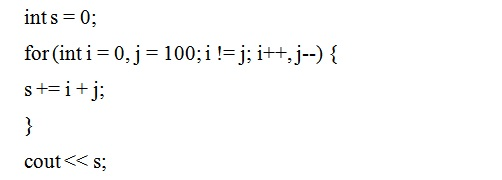 int s = 0;
for (int i = 0, j = 100; i != j; i++, j--) {
s += i + j;
}
cout << s;